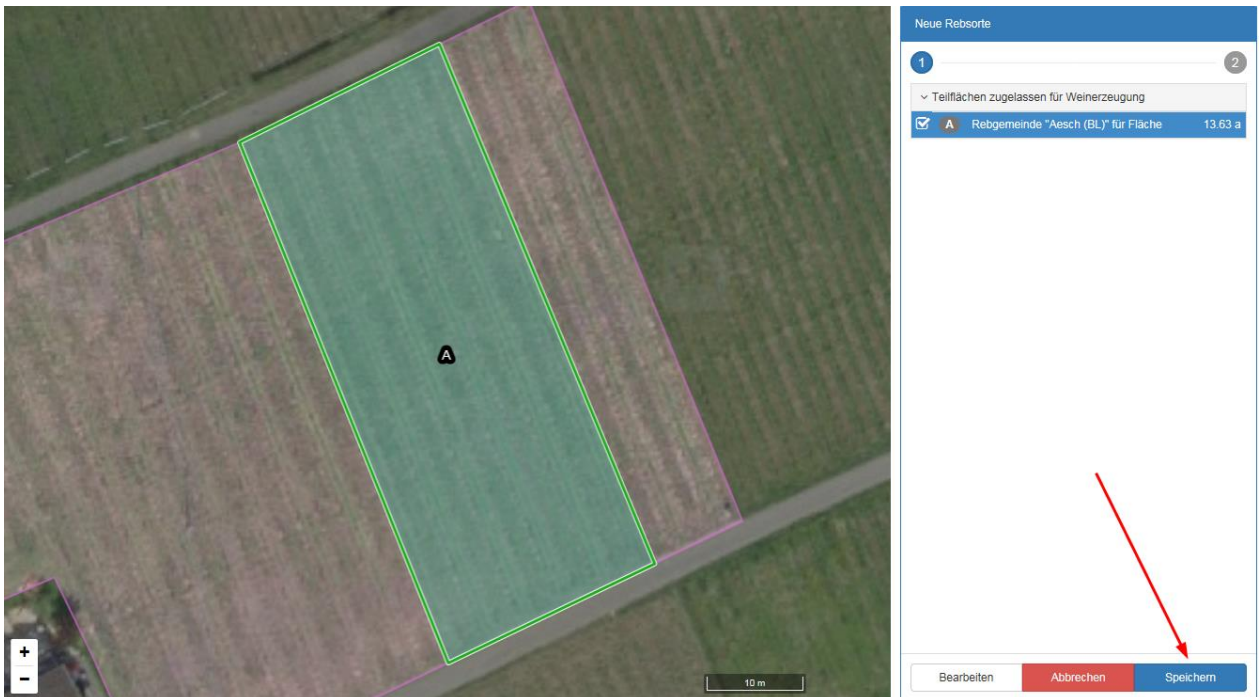 Neue Rebsorte
1 2
Teilflächen zugelassen für Weinerzeugung
A Rebgemeinde "Aesch (BL)" für Fläche 13.63 a
A
+
−
10 m
Bearbeiten Abbrechen Speichern